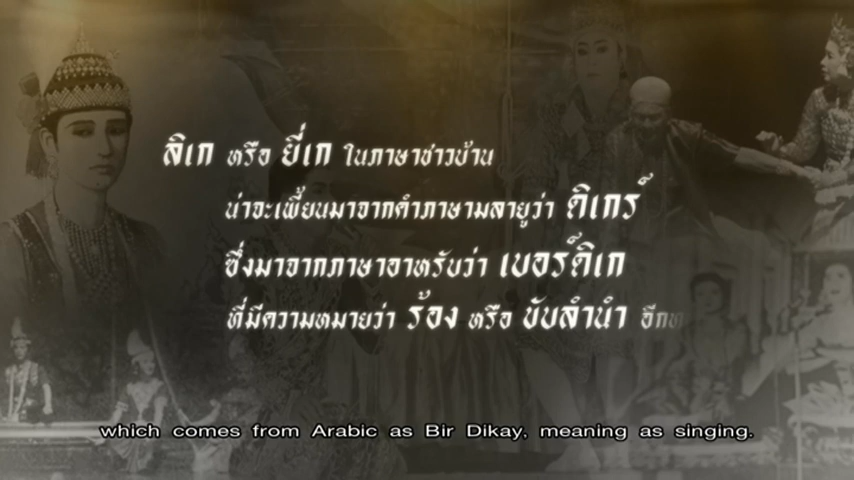 ลิเก หรือ ยี่เก ในภาษาชาวบ้าน
น่าจะเพี้ยนมาจากคำภาษามลายูว่า ดิเกร์
ซึ่งมาจากภาษาอาหรับว่า เบอร์ดิเก
ที่มีความหมายว่า ร้อง หรือ ขับลำนำ
which comes from Arabic as Bir Dikay, meaning as singing.